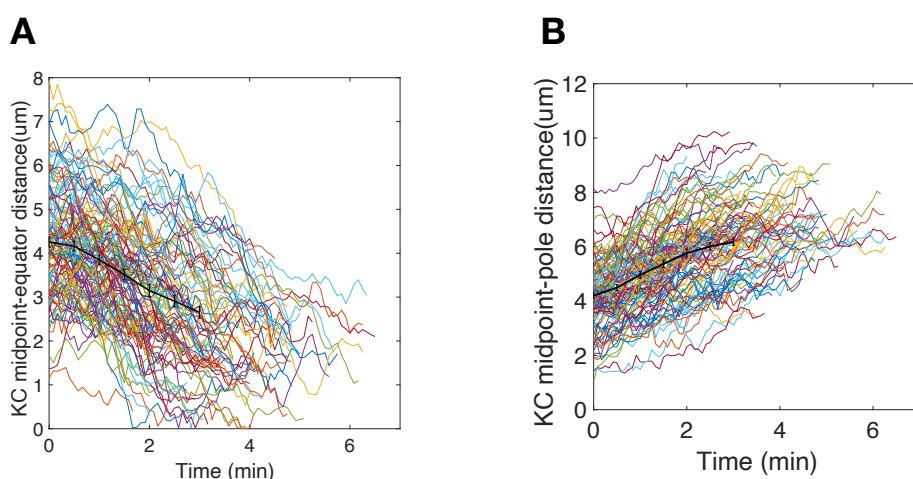 A
KC midpoint-equator distance(um)
8
7
6
5
4
3
2
1
0
0 2 4 6
Time (min)
B
KC midpoint-pole distance(um)
12
10
8
6
4
2
0
0 2 4 6
Time (min)